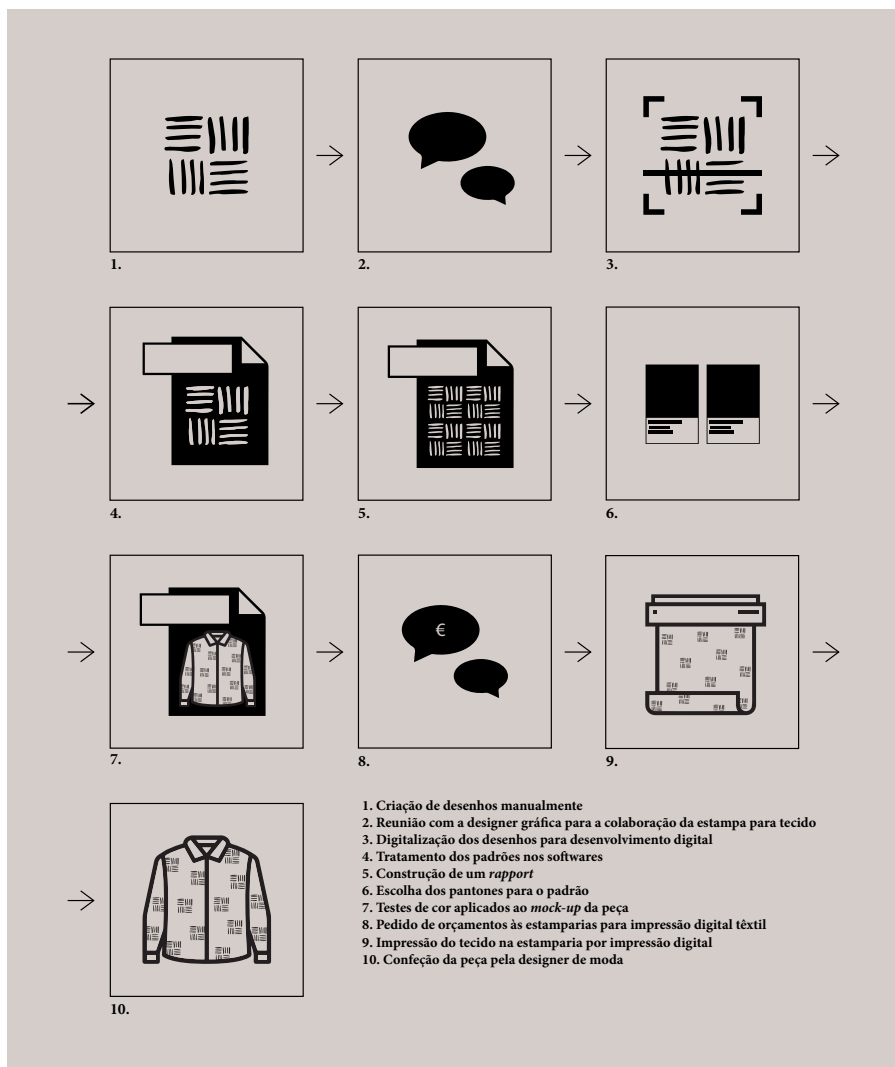 1.
2.
3.
4.
5.
6.
7.
€
8.
9.
1. Criação de desenhos manualmente
2. Reunião com a designer gráfica para a colaboração da estampa para tecido
3. Digitalização dos desenhos para desenvolvimento digital
4. Tratamento dos padrões nos softwares
5. Construção de um rapport
6. Escolha dos pantones para o padrão
7. Testes de cor aplicados ao mock-up da peça
8. Pedido de orçamentos às estamparias para impressão digital têxtil
9. Impressão do tecido na estamparia por impressão digital
10. Confeção da peça pela designer de moda
10.